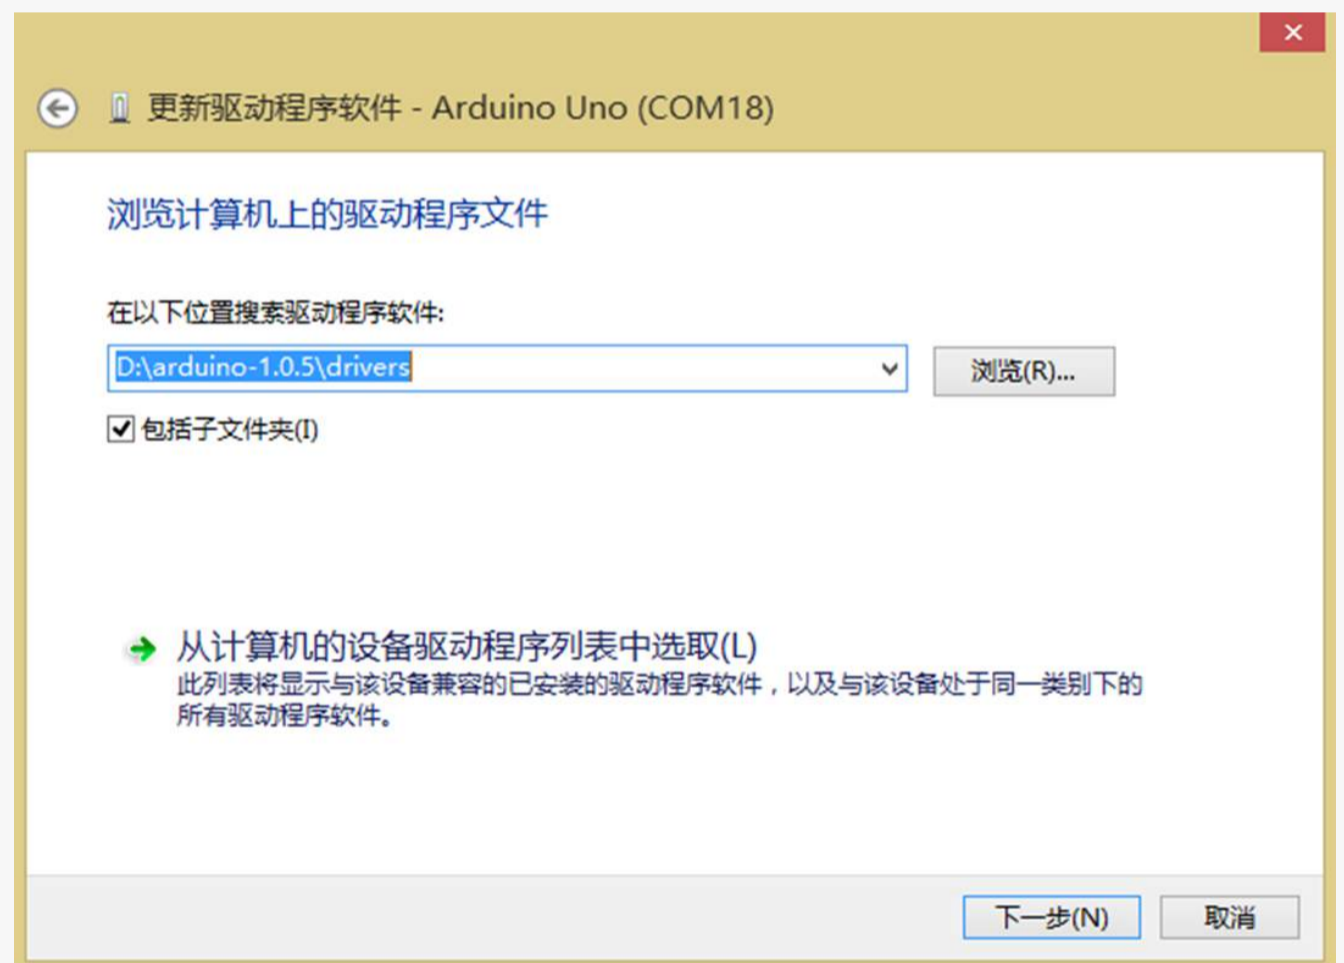 更新驱动程序软件 - Arduino Uno (COM18)
浏览计算机上的驱动程序文件
在以下位置搜索驱动程序软件:
D:\arduino-1.0.5\drivers
浏览(R)...
包括子文件夹(I)
从计算机的设备驱动程序列表中选取(L)
此列表将显示与该设备兼容的已安装的驱动程序软件，以及与该设备处于同一类别下的
所有驱动程序软件。
下一步(N)
取消